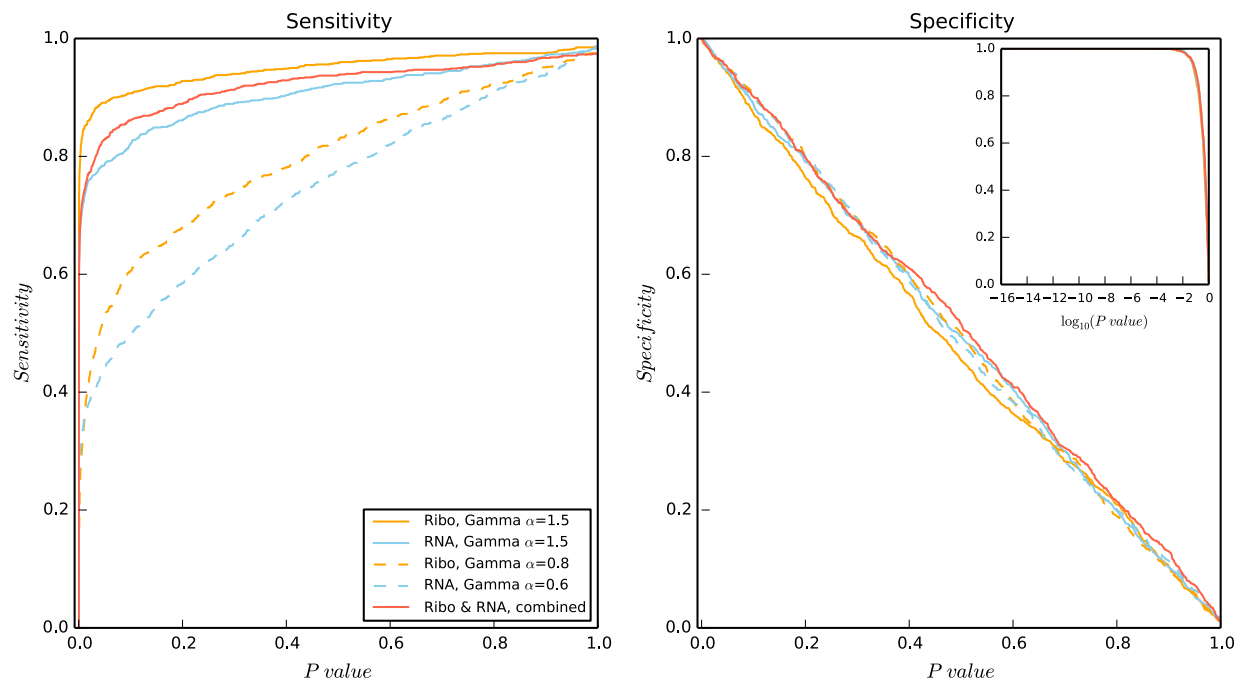 Sensitivity
1.0
0.8
0.6
0.4
0.2
0.0
Sensitivity
0.0 0.2 0.4 0.6 0.8 1.0
P value
Ribo, Gamma α=1.5
RNA, Gamma α=1.5
Ribo, Gamma α=0.8
RNA, Gamma α=0.6
Ribo & RNA, combined
Specificity
1.0
0.8
0.6
0.4
0.2
0.0
Specificity
0.0 0.2 0.4 0.6 0.8 1.0
P value
1.0
0.8
0.6
0.4
0.2
0.0
−16−14−12−10 −8 −6 −4 −2 0
log₁₀(P value)